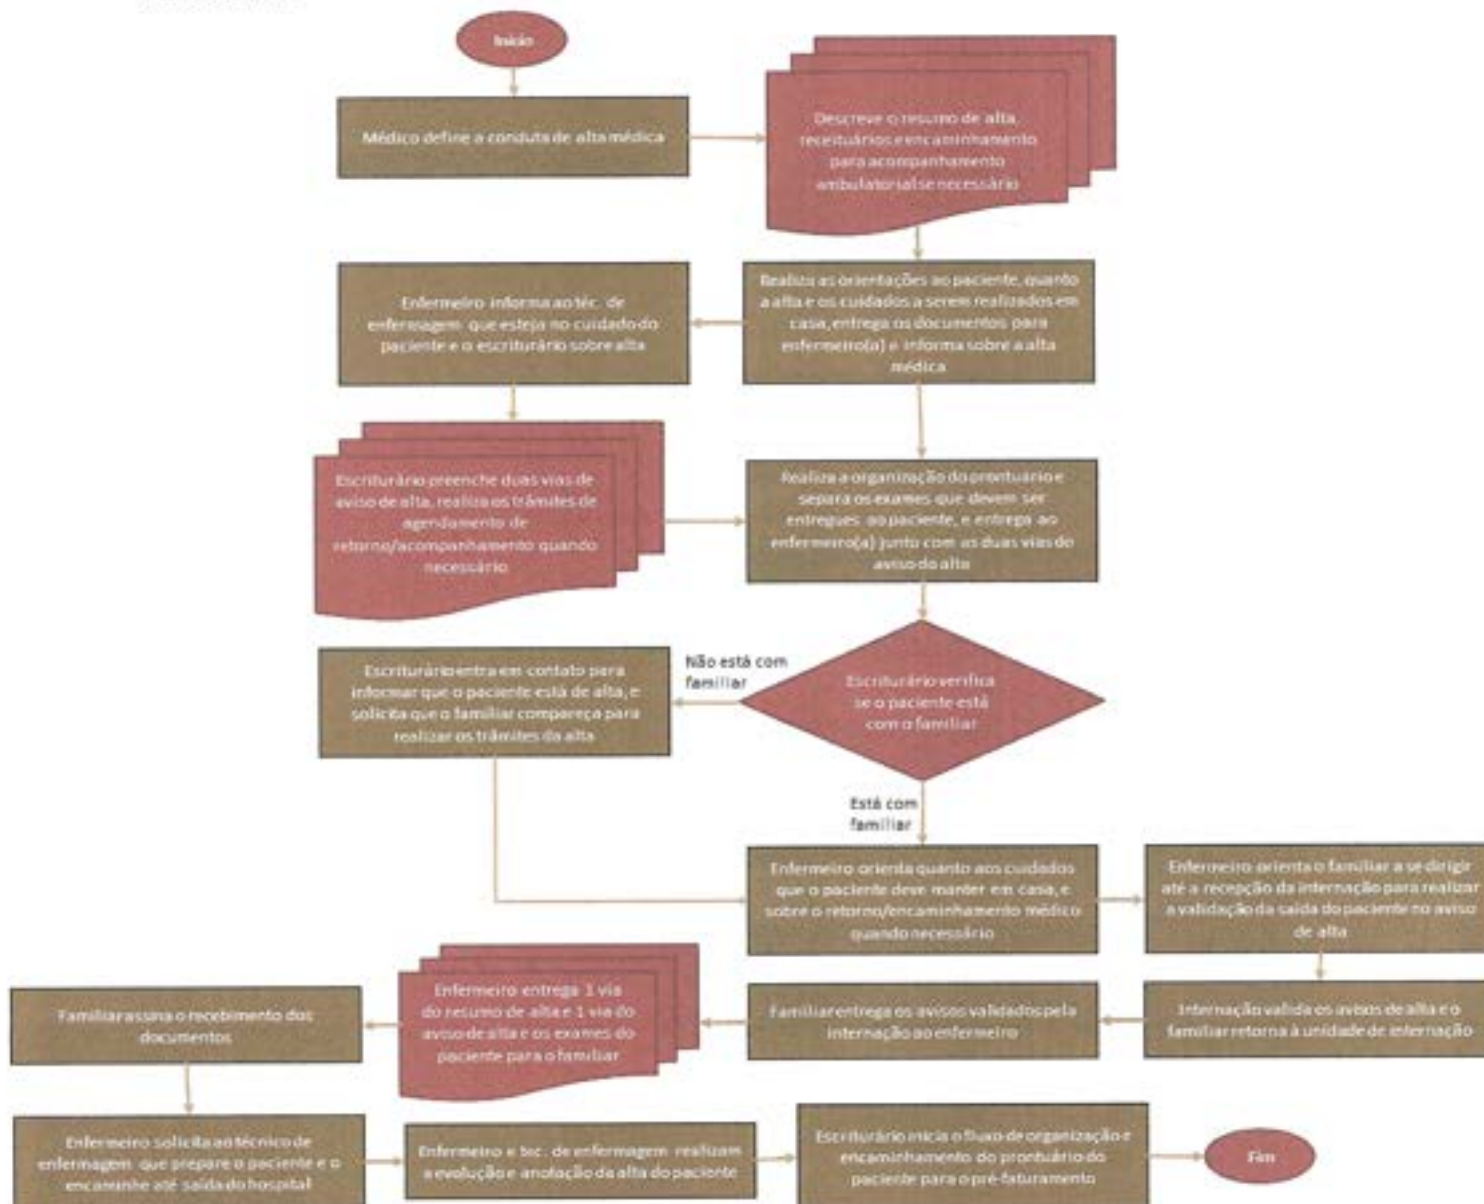 Início
Médico define a conduta de alta médica
Descreve o resumo de alta,
receituários e encaminhamento
para acompanhamento
ambulatorial se necessário
Realiza as orientações ao paciente, quanto
a alta e os cuidados a serem realizados em
casa, entrega os documentos para
enfermeiro(a) e informa sobre a alta
médica
Enfermeiro informa ao téc. de
enfermagem que esteja no cuidado do
paciente e o escriturário sobre alta
Escriturário preenche duas vias de
aviso de alta, realiza os trâmites de
agendamento de
retorno/acompanhamento quando
necessário
Realiza a organização do prontuário e
separa os exames que devem ser
entregues ao paciente, e entrega ao
enfermeiro(a) junto com as duas vias do
aviso do alta
Escriturário verifica
se o paciente está
com o familiar
Não está com
familiar
Escriturário entra em contato para
informar que o paciente está de alta, e
solicita que o familiar compareça para
realizar os trâmites da alta
Está com
familiar
Enfermeiro orienta quanto aos cuidados
que o paciente deve manter em casa, e
sobre o retorno/encaminhamento médico
quando necessário
Enfermeiro orienta o familiar a se dirigir
até a recepção da internação para realizar
a validação da saída do paciente no aviso
de alta
Internação valida os avisos de alta e o
familiar retorna à unidade de internação
Familiar entrega os avisos validados pela
internação ao enfermeiro
Enfermeiro entrega 1 via
do resumo de alta e 1 via do
aviso de alta e os exames do
paciente para o familiar
Familiar assina o recebimento dos
documentos
Enfermeiro solicita ao técnico de
enfermagem que prepare o paciente e o
encaminhe até saída do hospital
Enfermeiro e tec. de enfermagem realizam
a evolução e anotação da alta do paciente
Escriturário inicia o fluxo de organização e
encaminhamento do prontuário do
paciente para o pré-faturamento
Fim